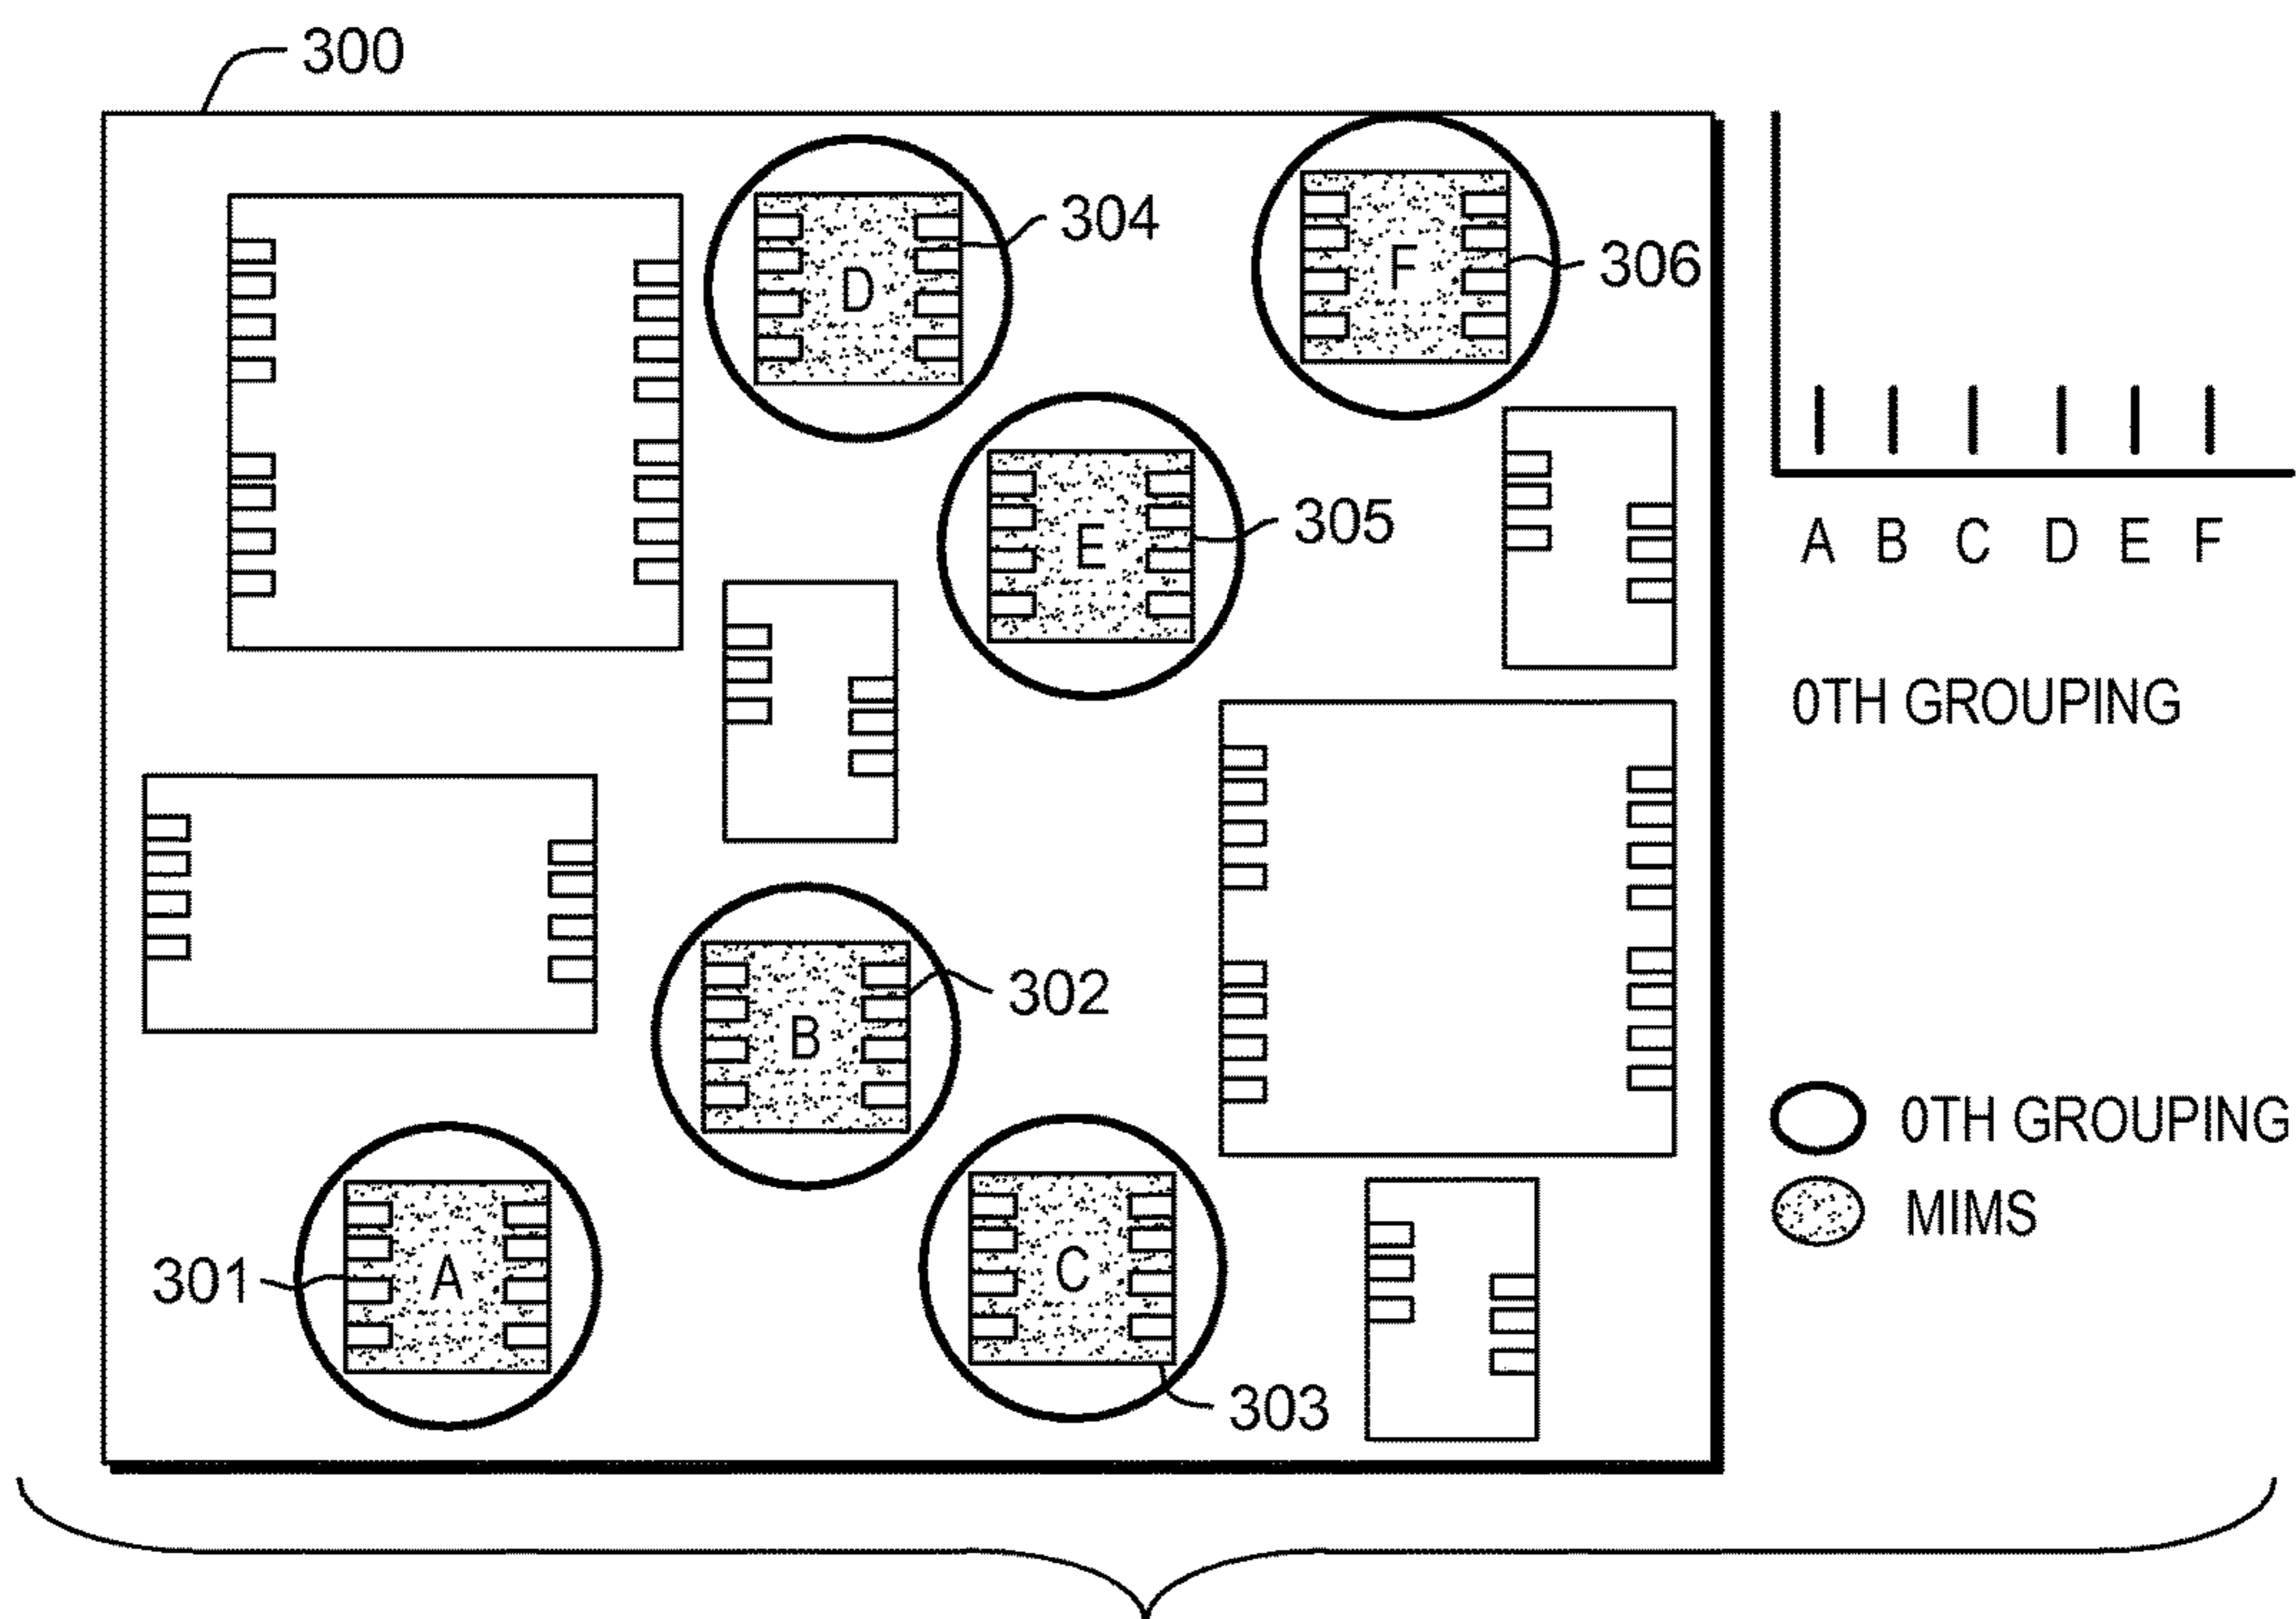 300
D
304
F
306
E
305
A B C D E F
0TH GROUPING
B
302
0TH GROUPING
MIMS
301
A
C
303